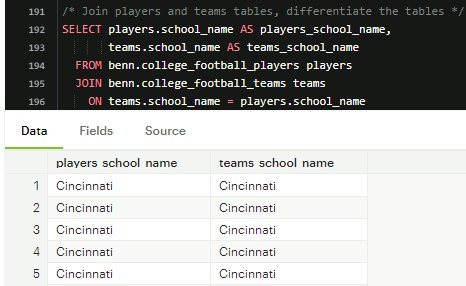 191 /* Join players and teams tables, differentiate the tables */
192 SELECT players.school_name AS players_school_name,
193 teams.school_name AS teams_school_name
194 FROM benn.college_football_players players
195 JOIN benn.college_football_teams teams
196 ON teams.school_name = players.school_name
Data Fields Source
players school name teams school name
1 Cincinnati Cincinnati
2 Cincinnati Cincinnati
3 Cincinnati Cincinnati
4 Cincinnati Cincinnati
5 Cincinnati Cincinnati